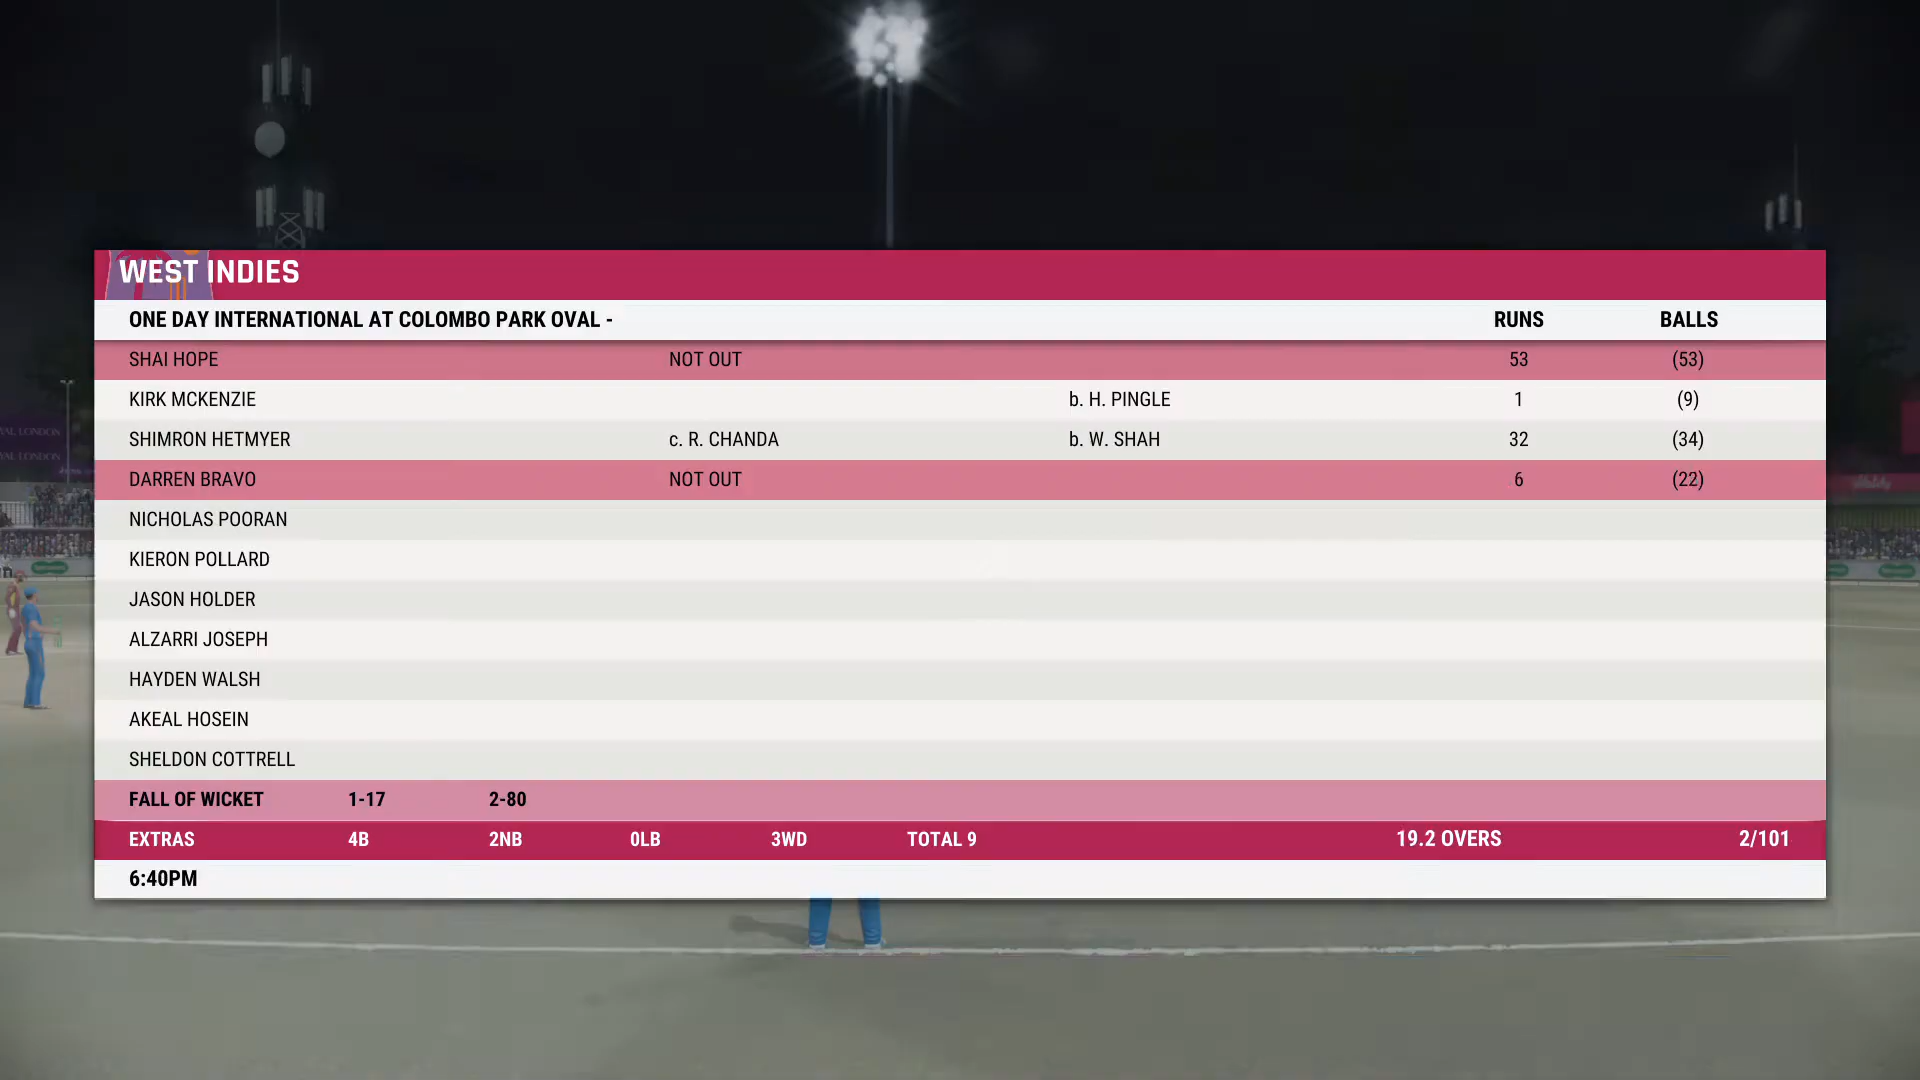 WEST INDIES
ONE DAY INTERNATIONAL AT COLOMBO PARK OVAL - RUNS BALLS
SHAI HOPE NOT OUT 53 (53)
KIRK MCKENZIE b. H. PINGLE 1 (9)
SHIMRON HETMYER c. R. CHANDA b. W. SHAH 32 (34)
DARREN BRAVO NOT OUT 6 (22)
NICHOLAS POORAN
KIERON POLLARD
JASON HOLDER
ALZARRI JOSEPH
HAYDEN WALSH
AKEAL HOSEIN
SHELDON COTTRELL
FALL OF WICKET 1-17 2-80
EXTRAS 4B 2NB 0LB 3WD TOTAL 9 19.2 OVERS 2/101
6:40PM